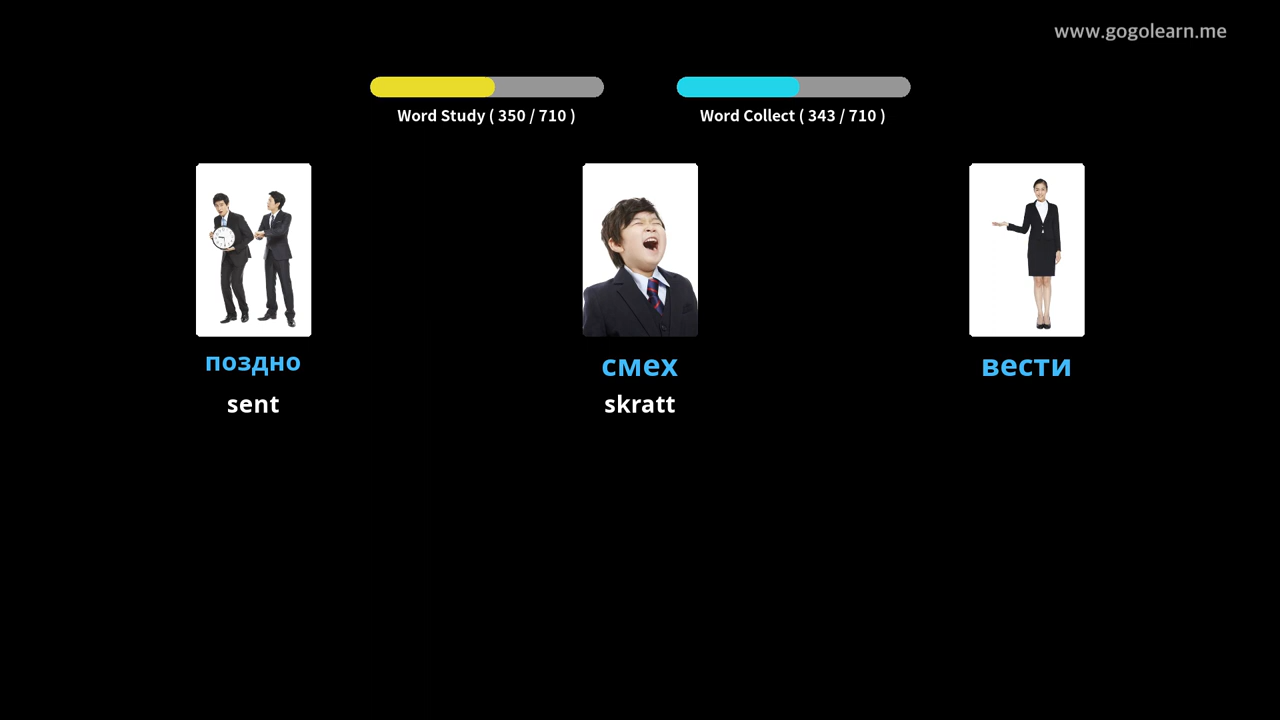 www.gogolearn.me
Word Study ( 350 / 710 )
Word Collect ( 343 / 710 )
поздно
смех
вести
sent
skratt